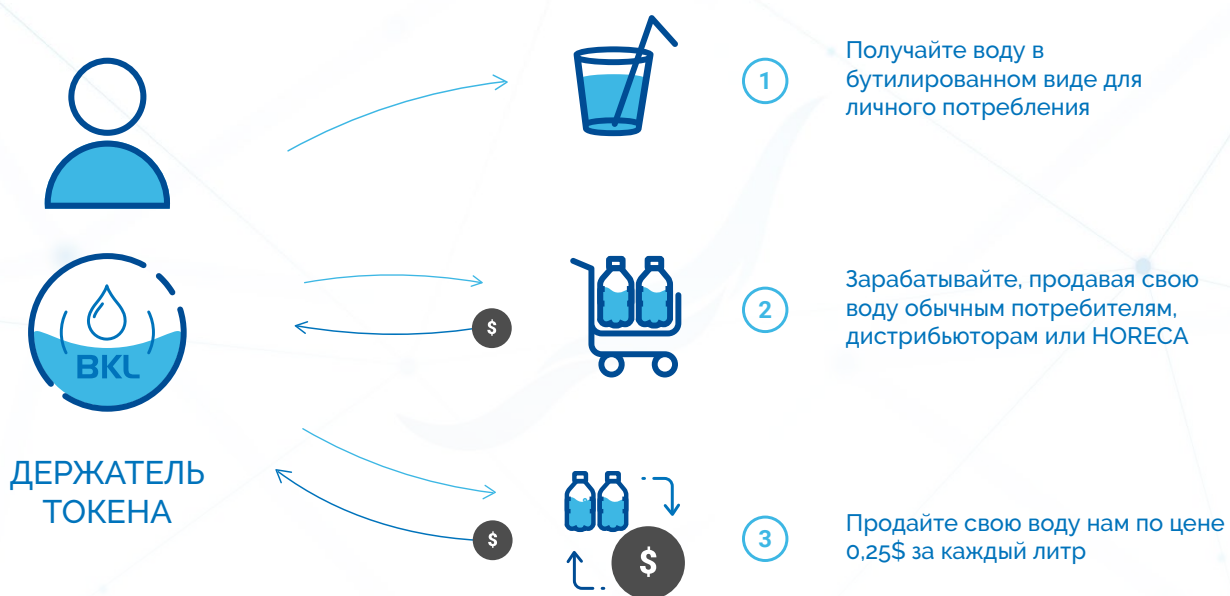 1
Получайте воду в
бутилированном виде для
личного потребления
BKL
ДЕРЖАТЕЛЬ
ТОКЕНА
$
2
Зарабатывайте, продавая свою
воду обычным потребителям,
дистрибьюторам или HORECA
$
$
3
Продайте свою воду нам по цене
0,25$ за каждый литр